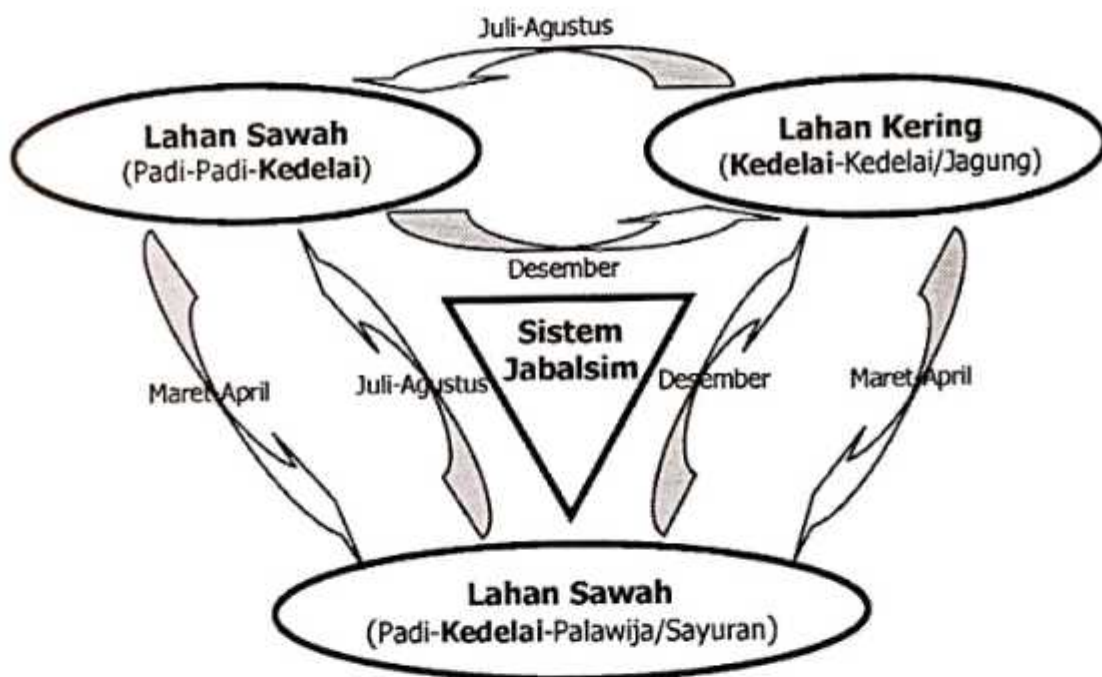 Juli-Agustus
Lahan Sawah
(Padi-Padi-Kedelai)
Lahan Kering
(Kedelai-Kedelai/Jagung)
Desember
Sistem
Jabalsim
Maret-April
Juli-Agustus
Desember
Maret-April
Lahan Sawah
(Padi-Kedelai-Palawija/Sayuran)